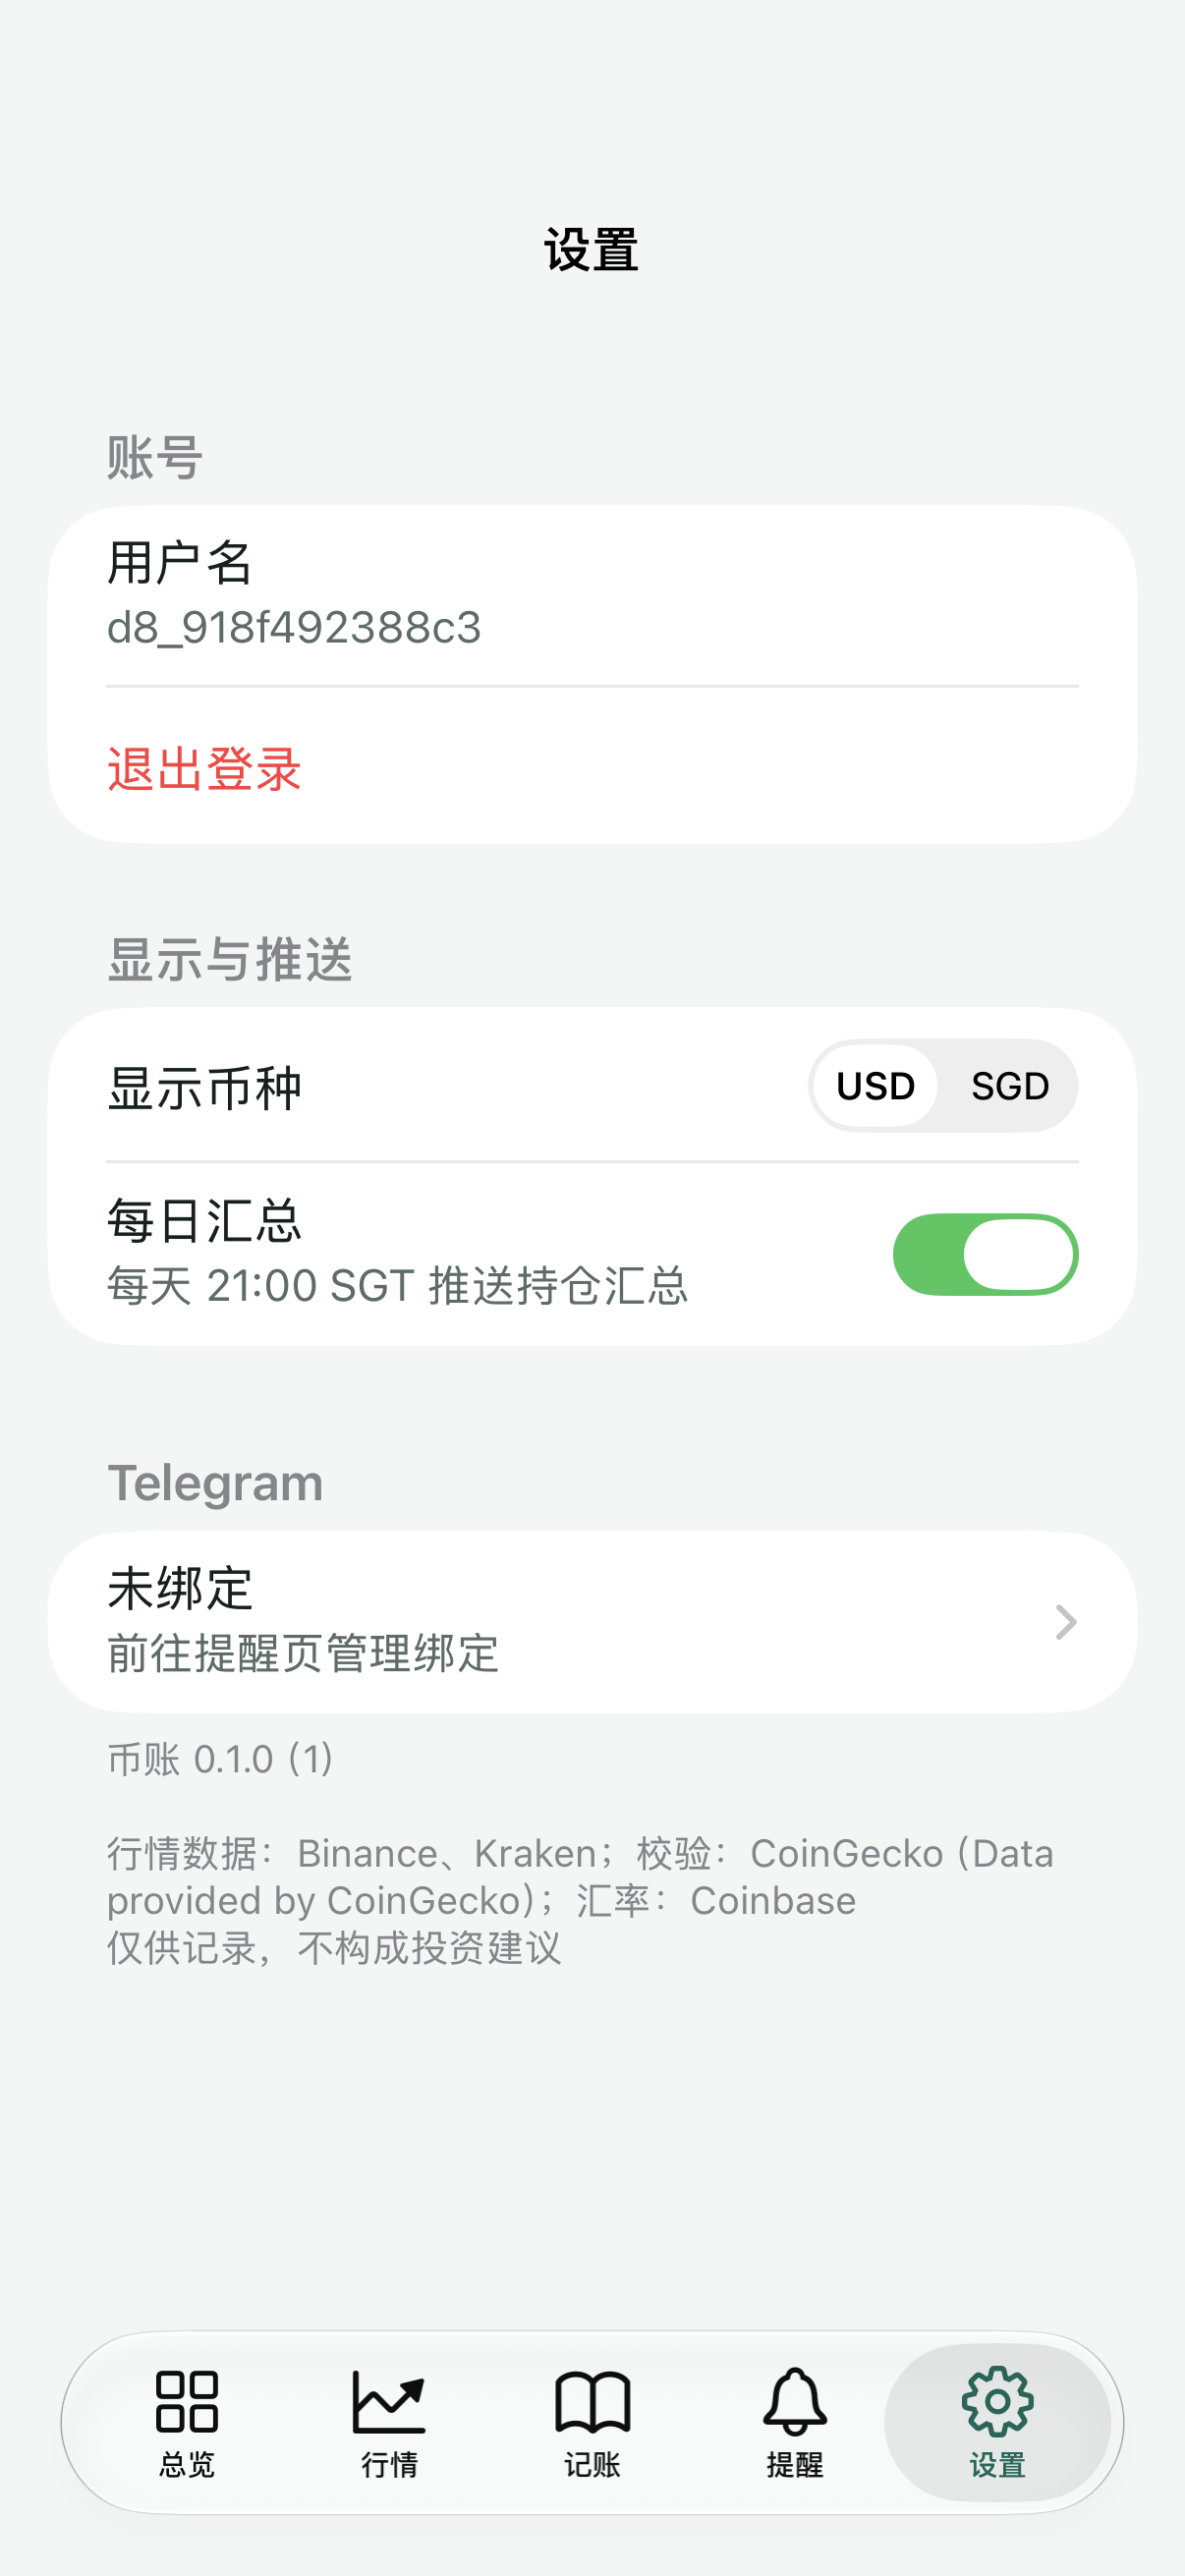 设置
账号
用户名
d8_918f492388c3
退出登录
显示与推送
显示币种
USD
SGD
每日汇总
每天 21:00 SGT 推送持仓汇总
Telegram
未绑定
前往提醒页管理绑定
币账 0.1.0 (1)
行情数据：Binance、Kraken；校验：CoinGecko (Data
provided by CoinGecko)；汇率：Coinbase
仅供记录，不构成投资建议
总览
行情
记账
提醒
设置